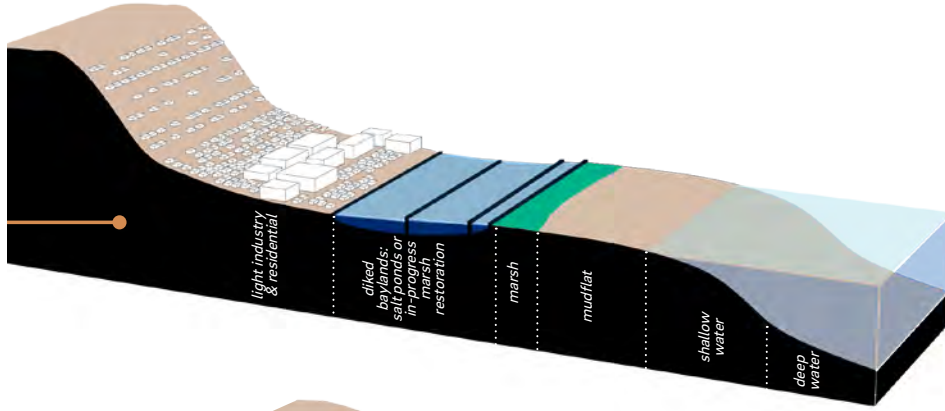 light industry
& residential
diked
baylands:
salt ponds or
in-progress
marsh
restoration
marsh
mudflat
shallow
water
deep
water